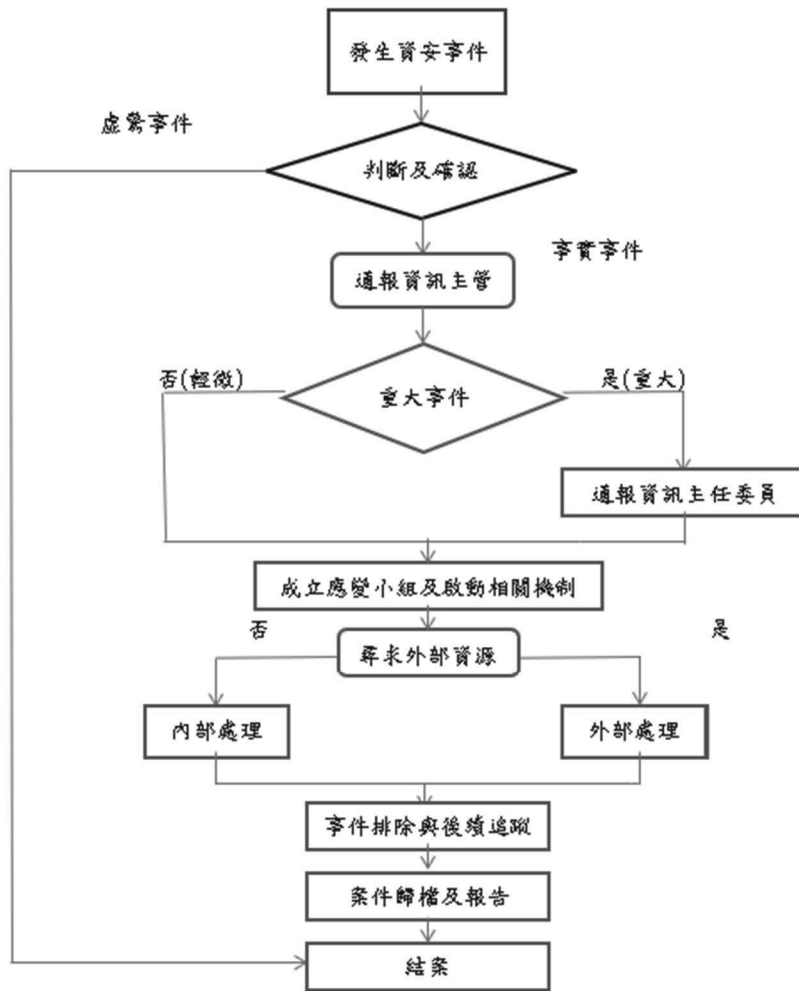 發生資安事件
虛驚事件
判斷及確認
事實事件
通報資訊主管
否(輕微)
重大事件
是(重大)
通報資訊主任委員
成立應變小組及啟動相關機制
否
尋求外部資源
是
內部處理
外部處理
事件排除與後續追蹤
案件歸檔及報告
結案